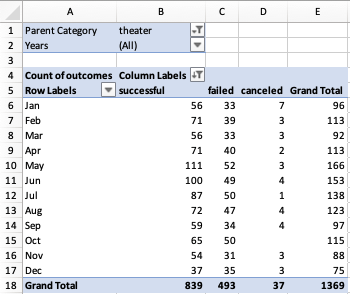 A B C D E
1 Parent Category theater
2 Years (All)
3
4 Count of outcomes Column Labels
5 Row Labels successful failed canceled Grand Total
6 Jan 56 33 7 96
7 Feb 71 39 3 113
8 Mar 56 33 3 92
9 Apr 71 40 2 113
10 May 111 52 3 166
11 Jun 100 49 4 153
12 Jul 87 50 1 138
13 Aug 72 47 4 123
14 Sep 59 34 4 97
15 Oct 65 50 115
16 Nov 54 31 3 88
17 Dec 37 35 3 75
18 Grand Total 839 493 37 1369